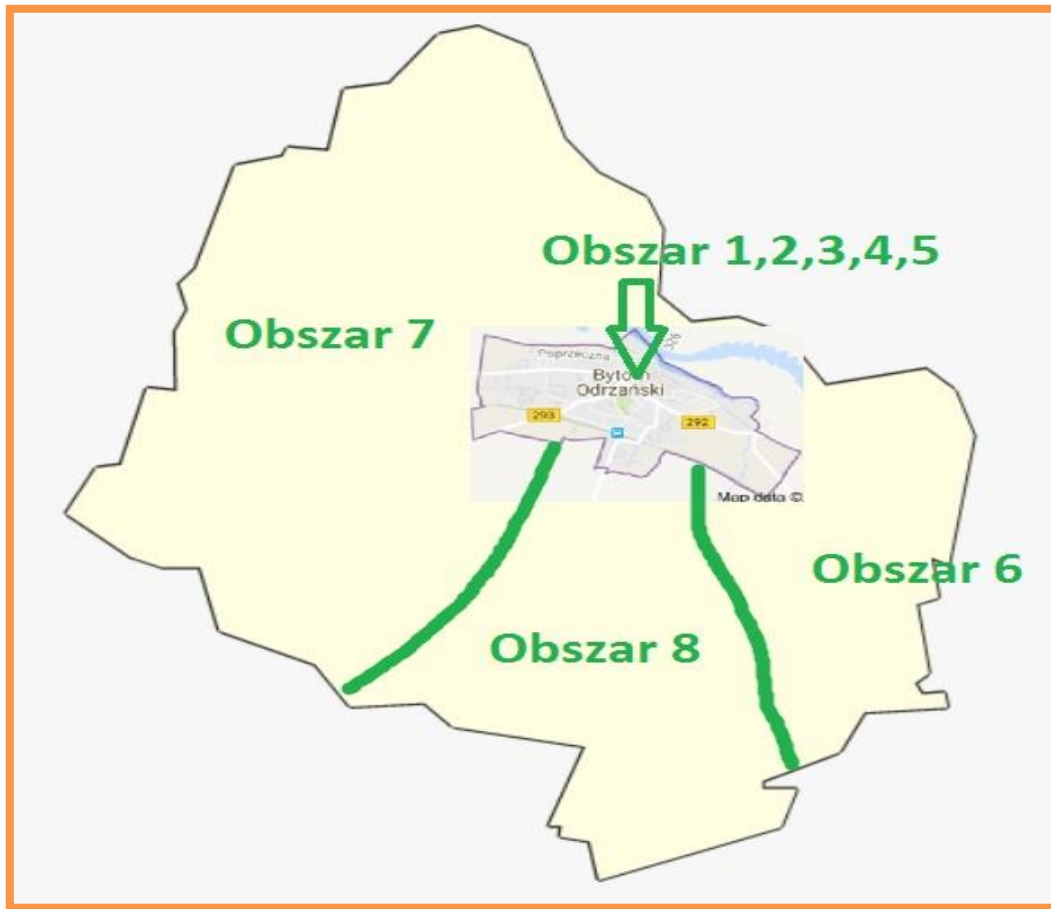 Obszar 1,2,3,4,5
Obszar 7
Poprzeczna
328
Bytom
Odrzański
293
292
Map data ©
Obszar 6
Obszar 8